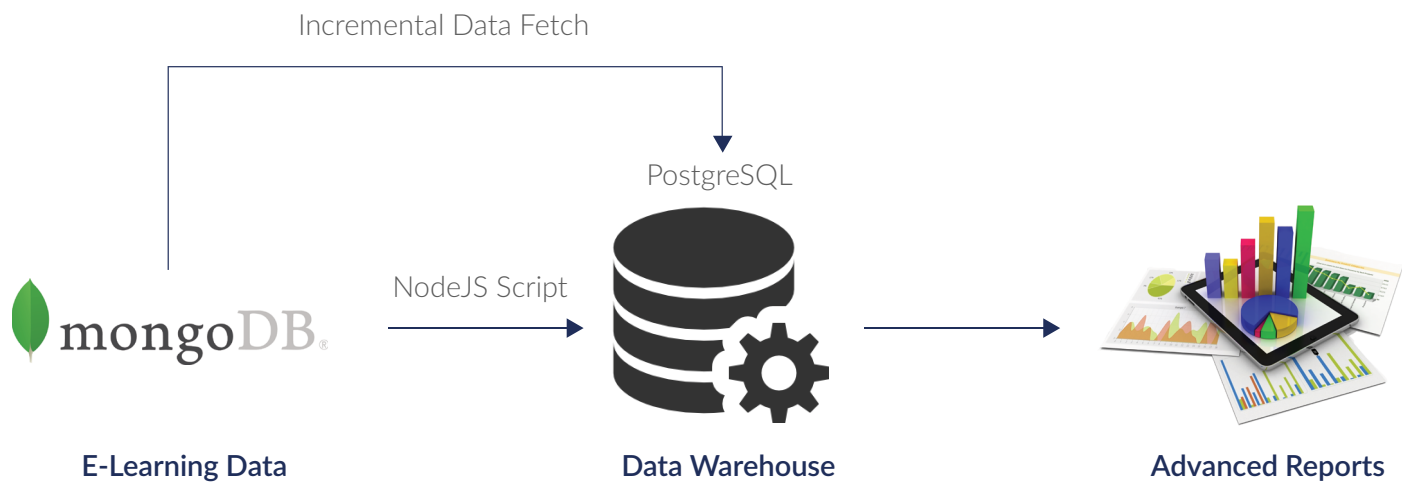 Incremental Data Fetch
PostgreSQL
NodeJS Script
mongoDB®
E-Learning Data
Data Warehouse
Advanced Reports